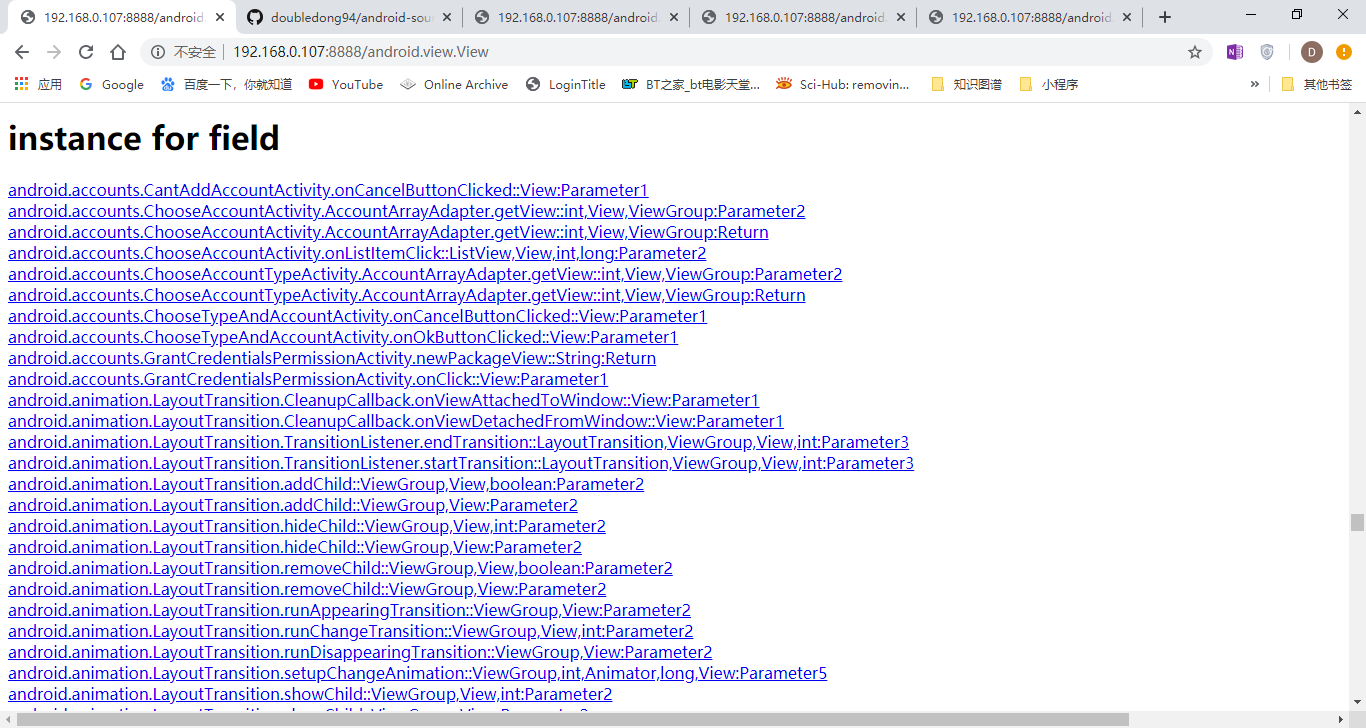 192.168.0.107:8888/android. doubledong94/android-sou 192.168.0.107:8888/android. 192.168.0.107:8888/android. 192.168.0.107:8888/android.
不安全 192.168.0.107:8888/android.view.View D
应用 Google 百度一下，你就知道 YouTube Online Archive LoginTitle BT之家_bt电影天堂... Sci-Hub: removin... 知识图谱 小程序 » 其他书签
instance for field
android.accounts.CantAddAccountActivity.onCancelButtonClicked::View:Parameter1
android.accounts.ChooseAccountActivity.AccountArrayAdapter.getView::int,View,ViewGroup:Parameter2
android.accounts.ChooseAccountActivity.AccountArrayAdapter.getView::int,View,ViewGroup:Return
android.accounts.ChooseAccountActivity.onListItemClick::ListView,View,int,long:Parameter2
android.accounts.ChooseAccountTypeActivity.AccountArrayAdapter.getView::int,View,ViewGroup:Parameter2
android.accounts.ChooseAccountTypeActivity.AccountArrayAdapter.getView::int,View,ViewGroup:Return
android.accounts.ChooseTypeAndAccountActivity.onCancelButtonClicked::View:Parameter1
android.accounts.ChooseTypeAndAccountActivity.onOkButtonClicked::View:Parameter1
android.accounts.GrantCredentialsPermissionActivity.newPackageView::String:Return
android.accounts.GrantCredentialsPermissionActivity.onClick::View:Parameter1
android.animation.LayoutTransition.CleanupCallback.onViewAttachedToWindow::View:Parameter1
android.animation.LayoutTransition.CleanupCallback.onViewDetachedFromWindow::View:Parameter1
android.animation.LayoutTransition.TransitionListener.endTransition::LayoutTransition,ViewGroup,View,int:Parameter3
android.animation.LayoutTransition.TransitionListener.startTransition::LayoutTransition,ViewGroup,View,int:Parameter3
android.animation.LayoutTransition.addChild::ViewGroup,View,boolean:Parameter2
android.animation.LayoutTransition.addChild::ViewGroup,View:Parameter2
android.animation.LayoutTransition.hideChild::ViewGroup,View,int:Parameter2
android.animation.LayoutTransition.hideChild::ViewGroup,View:Parameter2
android.animation.LayoutTransition.removeChild::ViewGroup,View,boolean:Parameter2
android.animation.LayoutTransition.removeChild::ViewGroup,View:Parameter2
android.animation.LayoutTransition.runAppearingTransition::ViewGroup,View:Parameter2
android.animation.LayoutTransition.runChangeTransition::ViewGroup,View,int:Parameter2
android.animation.LayoutTransition.runDisappearingTransition::ViewGroup,View:Parameter2
android.animation.LayoutTransition.setupChangeAnimation::ViewGroup,int,Animator,long,View:Parameter5
android.animation.LayoutTransition.showChild::ViewGroup,View,int:Parameter2